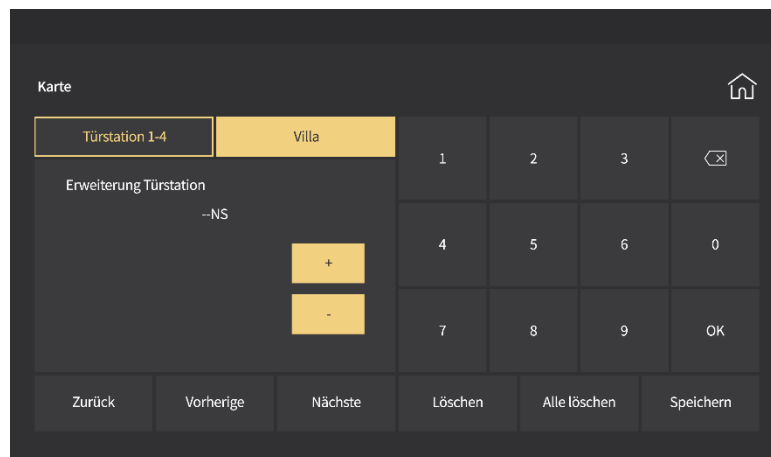 Karte
Türstation 1-4 Villa
1 2 3
Erweiterung Türstation
--NS
4 5 6 0
+
-
7 8 9 OK
Zurück Vorherige Nächste Löschen Alle löschen Speichern